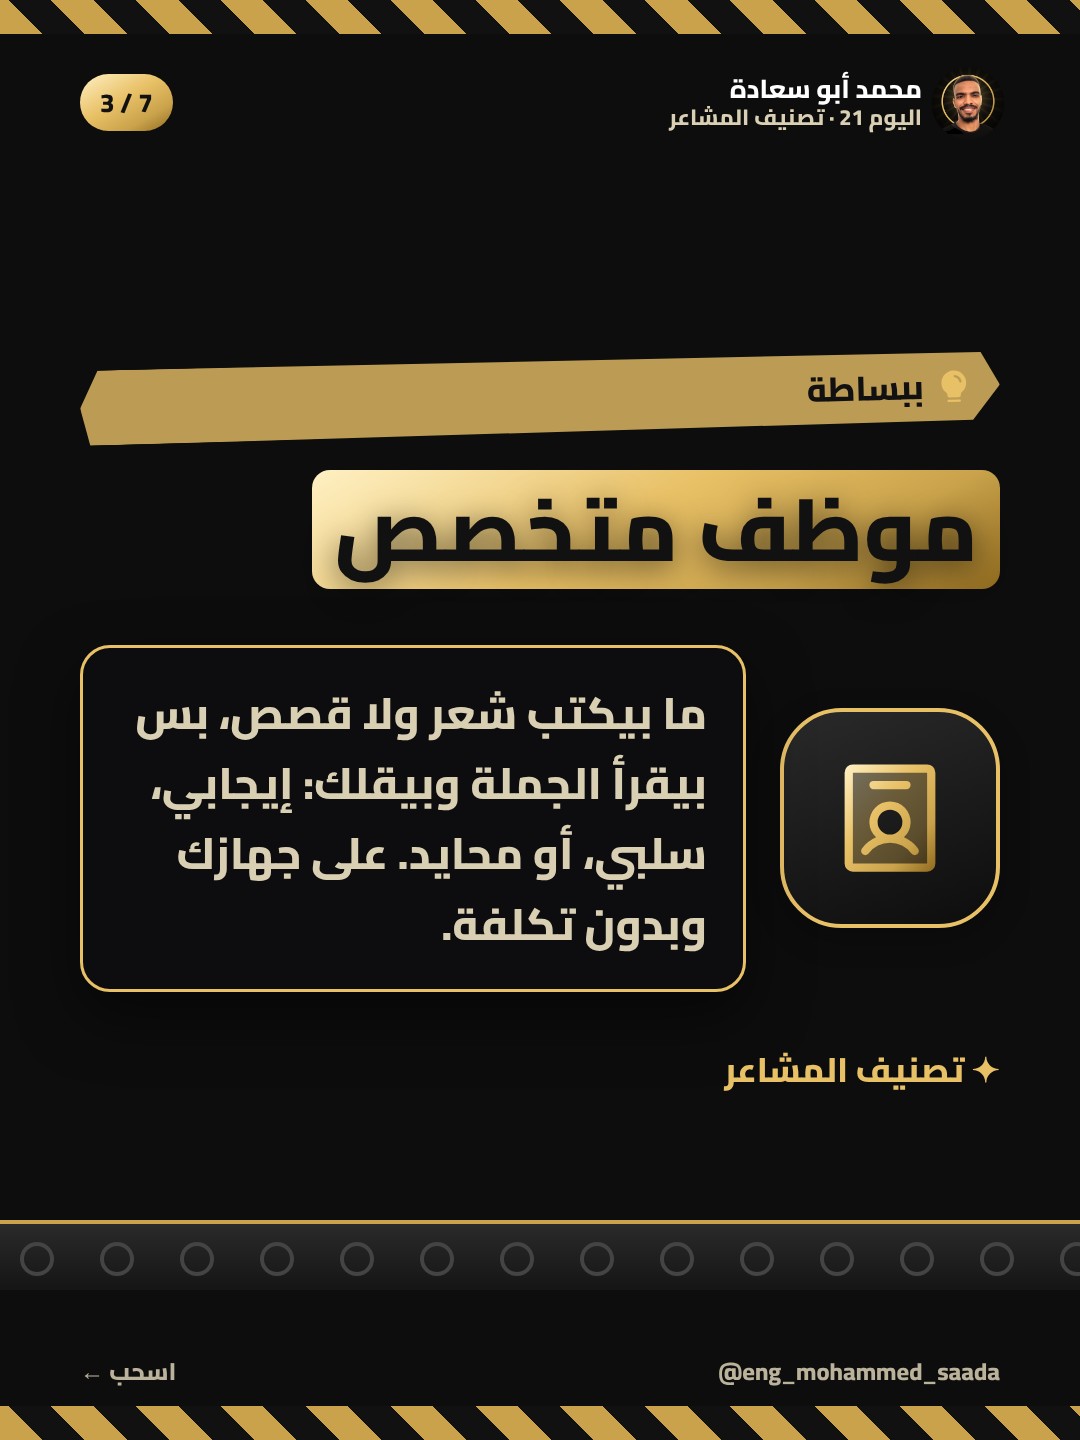 محمد أبو سعادة
اليوم 21 · تصنيف المشاعر
3 / 7
ببساطة
موظف متخصص
ما بيكتب شعر ولا قصص، بس
بيقرأ الجملة وبيقلك: إيجابي،
سلبي، أو محايد. على جهازك
وبدون تكلفة.
✦ تصنيف المشاعر
@eng_mohammed_saada
اسحب ←